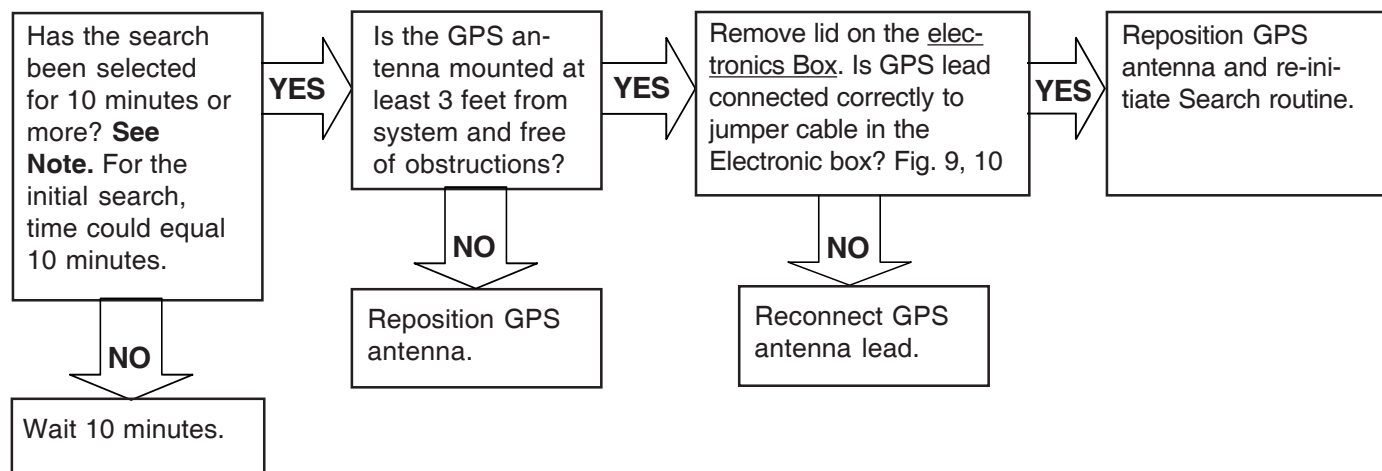 Has the search
been selected
for 10 minutes or
more? See
Note. For the
initial search,
time could equal
10 minutes.
YES
Is the GPS an-
tenna mounted at
least 3 feet from
system and free
of obstructions?
YES
Remove lid on the elec-
tronics Box. Is GPS lead
connected correctly to
jumper cable in the
Electronic box? Fig. 9, 10
YES
Reposition GPS
antenna and re-ini-
tiate Search routine.
NO
Wait 10 minutes.
NO
Reposition GPS
antenna.
NO
Reconnect GPS
antenna lead.